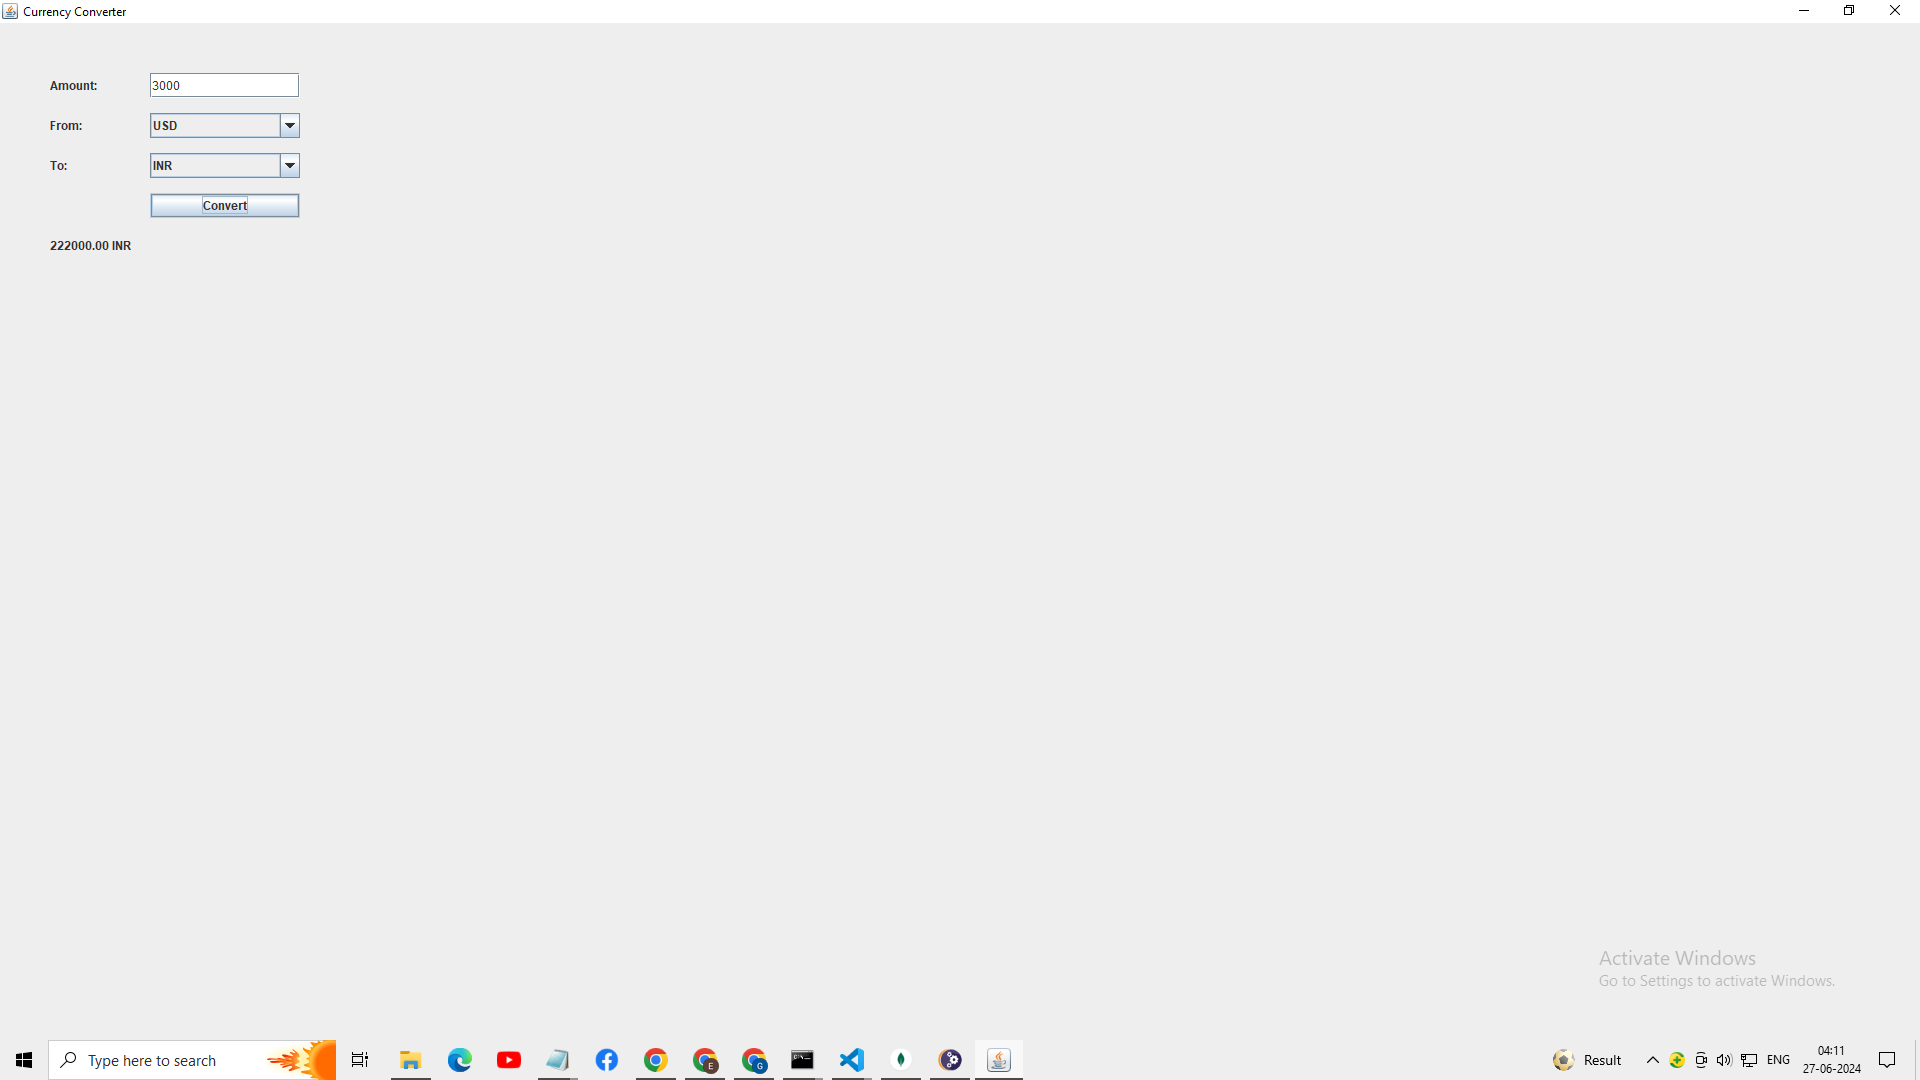 Currency Converter
Amount: 3000
From: USD
To: INR
Convert
222000.00 INR
Activate Windows
Go to Settings to activate Windows.
Type here to search
E
G
C:\._
Result
ENG
04:11
27-06-2024